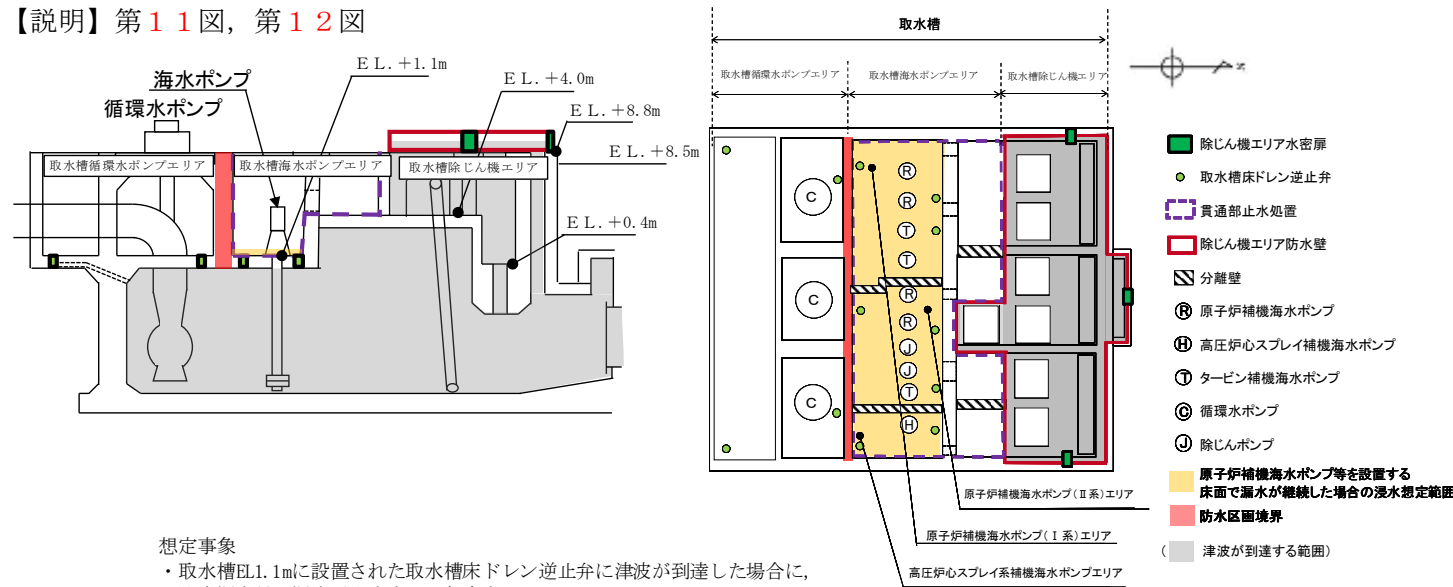 【説明】第１１図，第１２図
海水ポンプ
循環水ポンプ
ＥＬ.+1.1m
ＥＬ.+4.0m
ＥＬ.+8.8m
ＥＬ.+8.5m
取水槽循環水ポンプエリア
取水槽海水ポンプエリア
取水槽除じん機エリア
ＥＬ.+0.4m
取水槽
取水槽循環水ポンプエリア
取水槽海水ポンプエリア
取水槽除じん機エリア
C
C
C
R
R
T
T
R
R
J
J
T
H
原子炉補機海水ポンプ(Ⅱ系)エリア
原子炉補機海水ポンプ(Ⅰ系)エリア
高圧炉心スプレイ系補機海水ポンプエリア
除じん機エリア水密扉
取水槽床ドレン逆止弁
貫通部止水処置
除じん機エリア防水壁
分離壁
R 原子炉補機海水ポンプ
H 高圧炉心スプレイ補機海水ポンプ
T タービン補機海水ポンプ
C 循環水ポンプ
J 除じんポンプ
原子炉補機海水ポンプ等を設置する
床面で漏水が継続した場合の浸水想定範囲
防水区画境界
( 津波が到達する範囲)
想定事象
・取水槽EL1.1mに設置された取水槽床ドレン逆止弁に津波が到達した場合に,